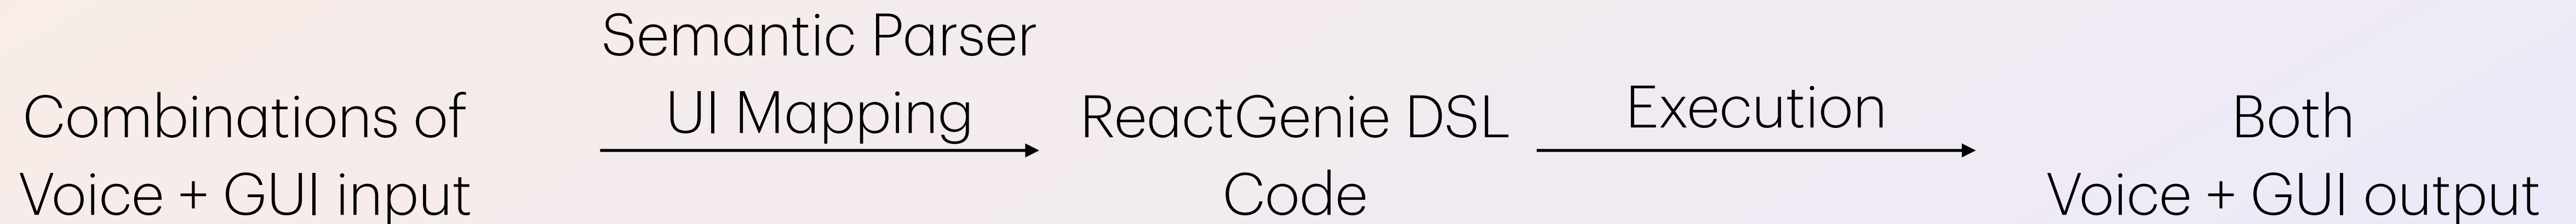 Combinations of
Voice + GUI input
Semantic Parser
UI Mapping
ReactGenie DSL
Code
Execution
Both
Voice + GUI output